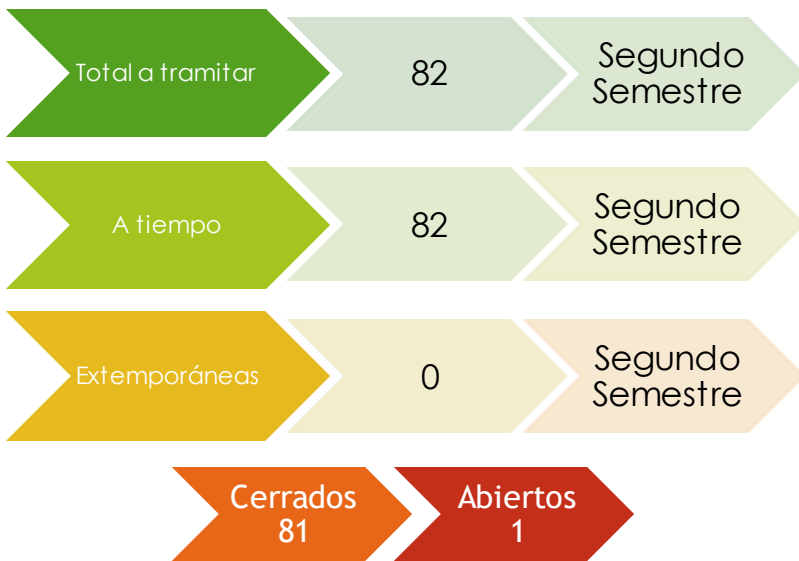 Total a tramitar
82
Segundo
Semestre
A tiempo
82
Segundo
Semestre
Extemporáneas
0
Segundo
Semestre
Cerrados
81
Abiertos
1